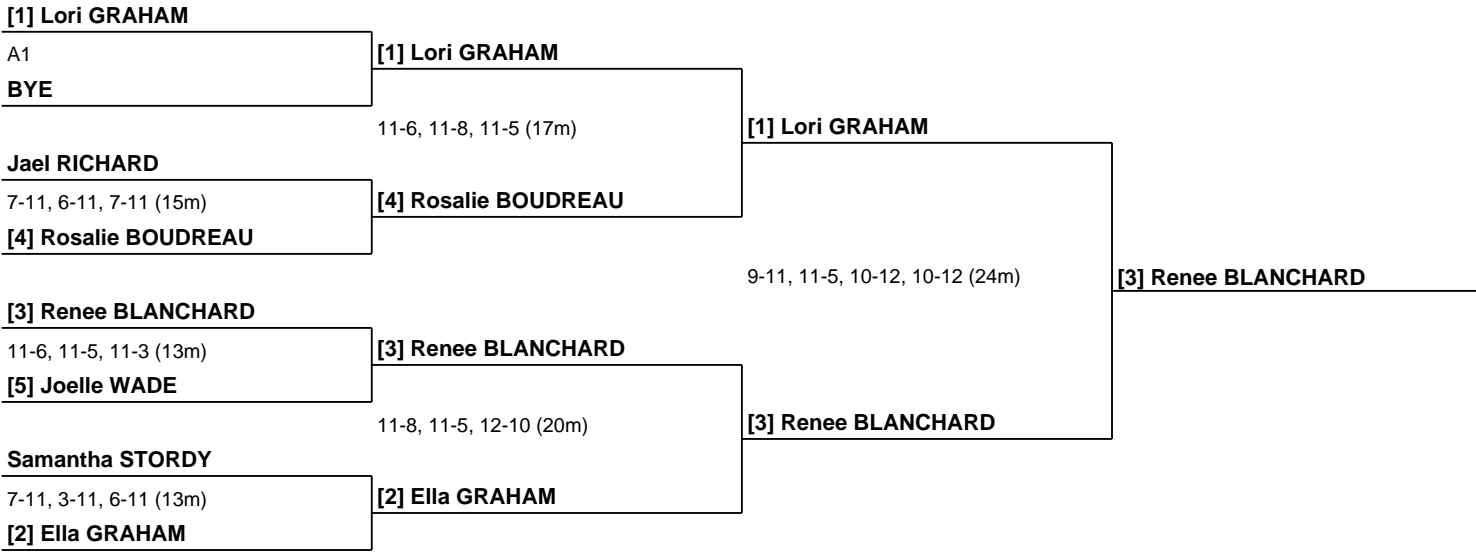 [1] Lori GRAHAM
A1
BYE
Jael RICHARD
7-11, 6-11, 7-11 (15m)
[4] Rosalie BOUDREAU
[3] Renee BLANCHARD
11-6, 11-5, 11-3 (13m)
[5] Joelle WADE
Samantha STORDY
7-11, 3-11, 6-11 (13m)
[2] Ella GRAHAM
[1] Lori GRAHAM
11-6, 11-8, 11-5 (17m)
[4] Rosalie BOUDREAU
[3] Renee BLANCHARD
11-8, 11-5, 12-10 (20m)
[2] Ella GRAHAM
[1] Lori GRAHAM
9-11, 11-5, 10-12, 10-12 (24m)
[3] Renee BLANCHARD
[3] Renee BLANCHARD